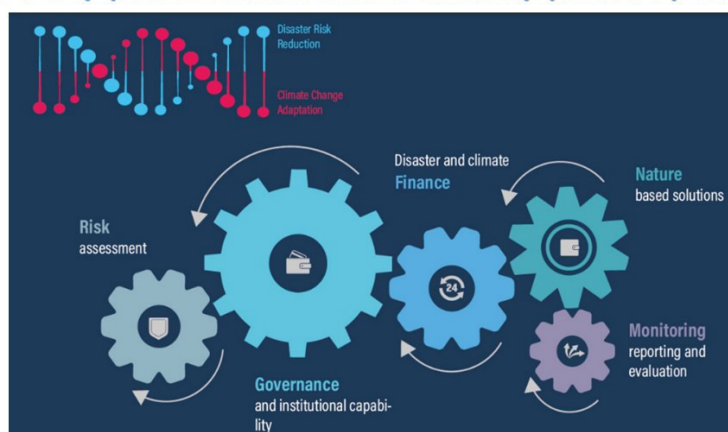 Disaster Risk
Reduction
Climate Change
Adaptation
Disaster and climate
Finance
Nature
based solutions
Risk
assessment
24
Monitoring
reporting and
evaluation
Governance
and institutional capabi-
lity